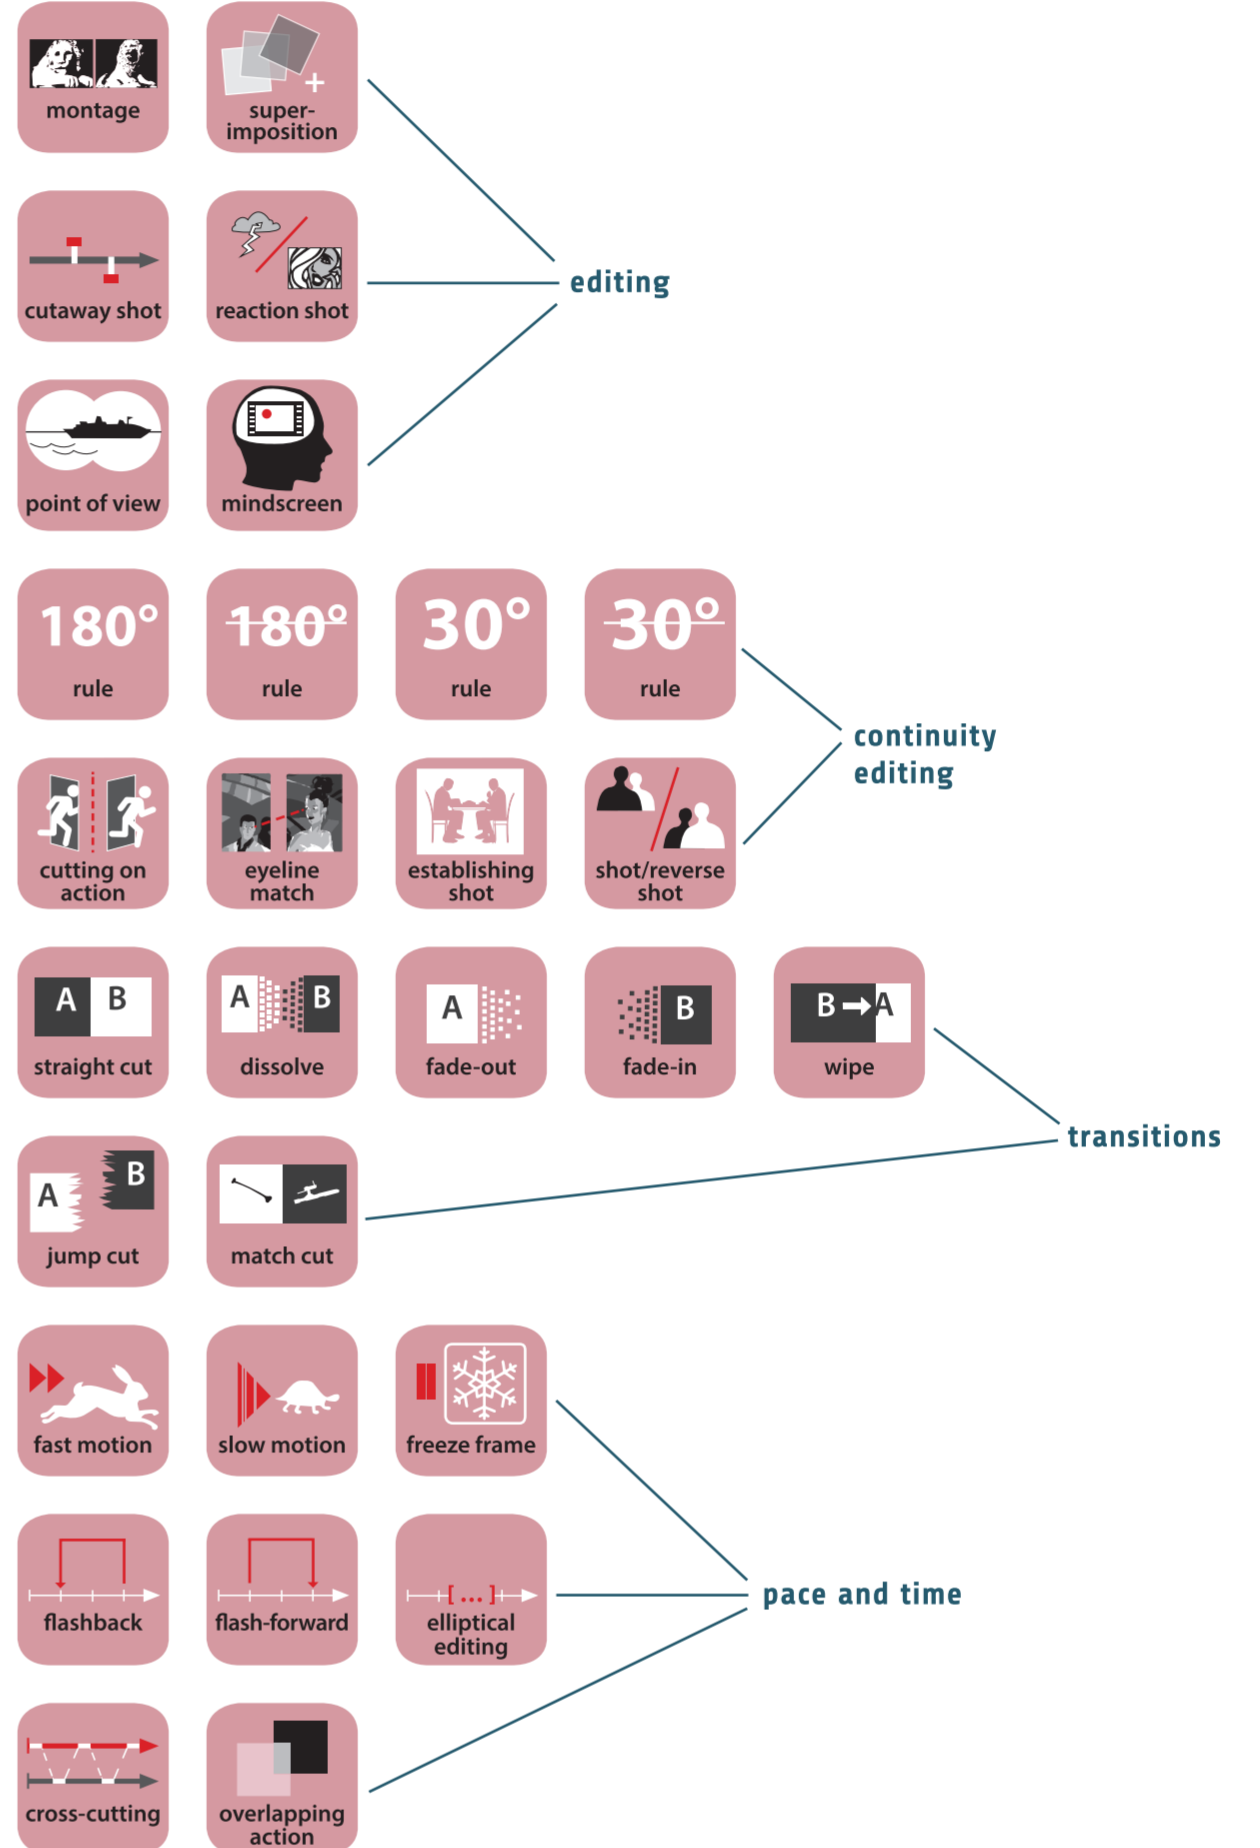 montage
super-
imposition
cutaway shot
reaction shot
editing
point of view
mindscreen
180°
rule
180°
rule
30°
rule
30°
rule
continuity
editing
cutting on
action
eyeline
match
establishing
shot
shot/reverse
shot
A B
straight cut
A B
dissolve
A
fade-out
B
fade-in
B A
wipe
transitions
A B
jump cut
match cut
fast motion
slow motion
freeze frame
flashback
flash-forward
[...]
elliptical
editing
pace and time
cross-cutting
overlapping
action